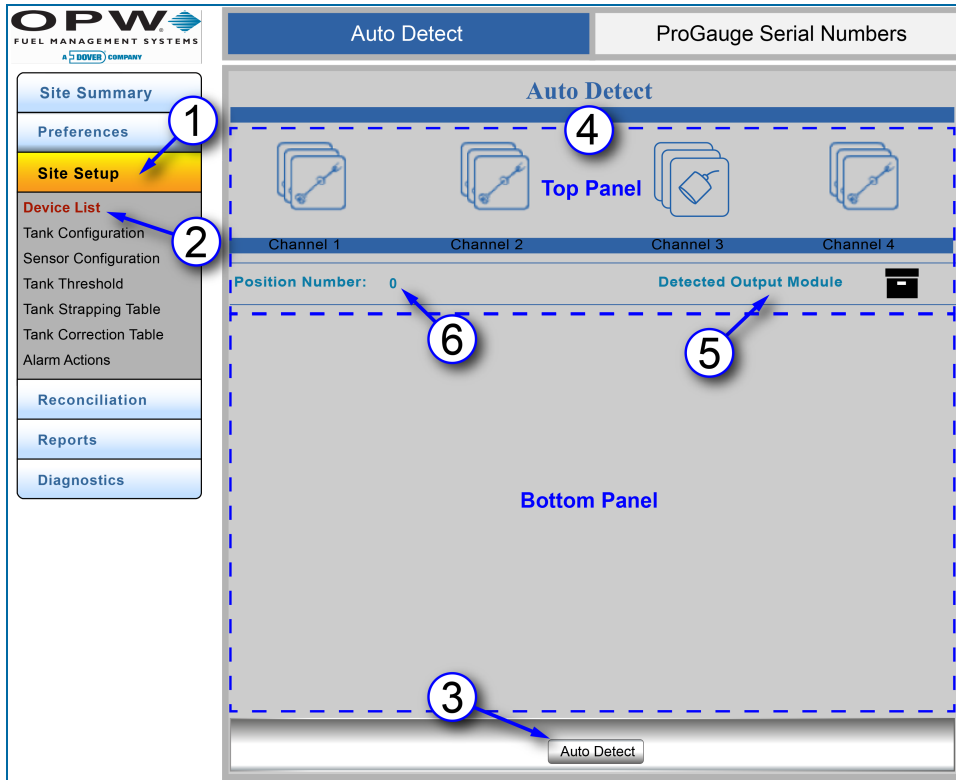 OPW
FUEL MANAGEMENT SYSTEMS
A DOVER COMPANY
Auto Detect
ProGauge Serial Numbers
Site Summary
Preferences
Site Setup
Device List
Tank Configuration
Sensor Configuration
Tank Threshold
Tank Strapping Table
Tank Correction Table
Alarm Actions
Reconciliation
Reports
Diagnostics
1
2
Auto Detect
4
Top Panel
Channel 1
Channel 2
Channel 3
Channel 4
Position Number: 0
Detected Output Module
6
5
Bottom Panel
3
Auto Detect